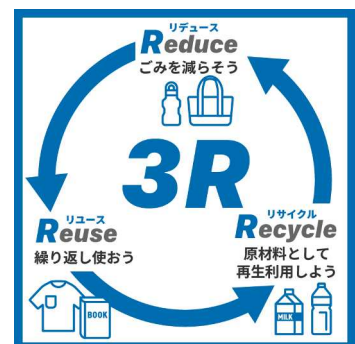 リデュース
Reduce
ごみを減らそう
3R
リユース
Reuse
繰り返し使おう
BOOK
リサイクル
Recycle
原材料として
再生利用しよう
MILK